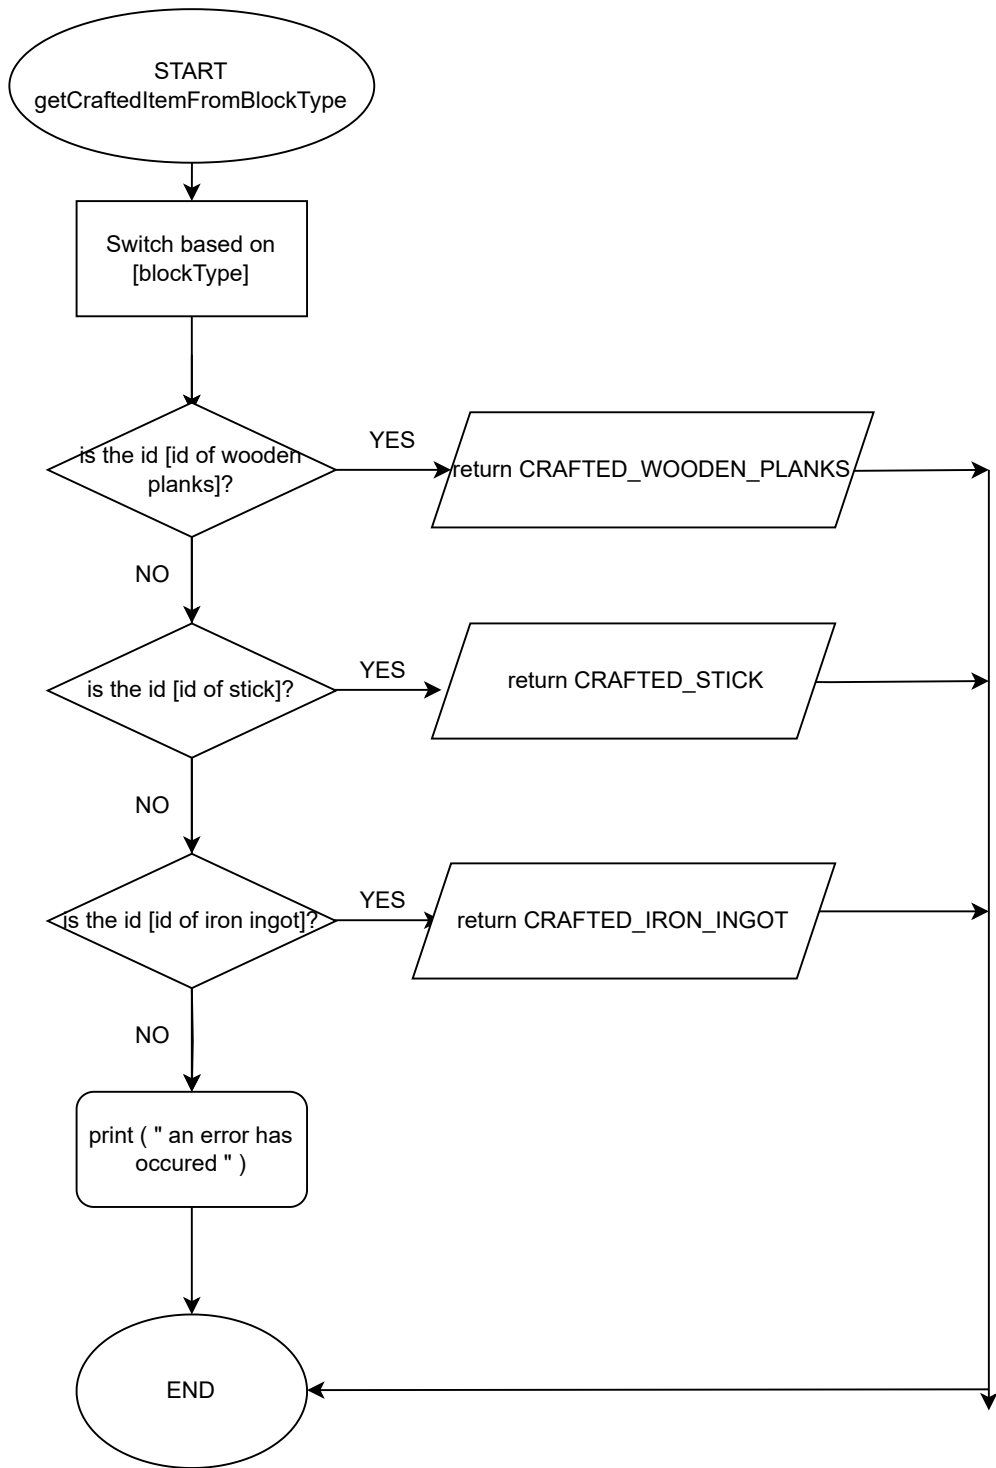 START
getCraftedItemFromBlockType
Switch based on
[blockType]
is the id [id of wooden
planks]?
YES
return CRAFTED_WOODEN_PLANKS
NO
is the id [id of stick]?
YES
return CRAFTED_STICK
NO
is the id [id of iron ingot]?
YES
return CRAFTED_IRON_INGOT
NO
print ( " an error has
occured " )
END